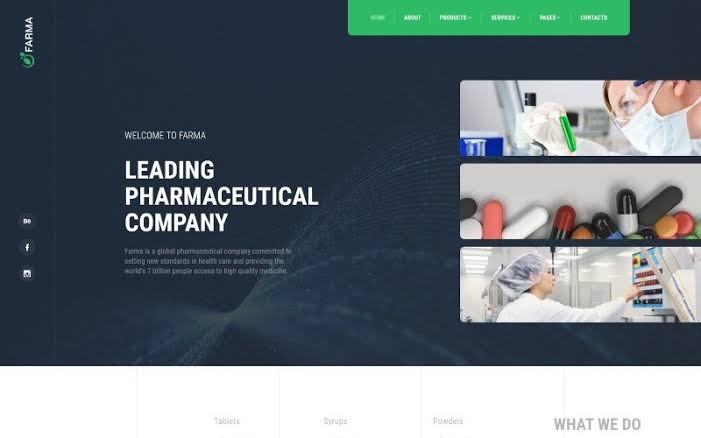 FARMA
HOME
ABOUT
PRODUCTS
SERVICES
PAGES
CONTACTS
WELCOME TO FARMA
LEADING
PHARMACEUTICAL
COMPANY
Farma is a global pharmaceutical company committed to
setting new standards in health care and providing the
world's 7 billion people access to high quality medicine.
Bē
f
Tablets
Syrups
Powders
WHAT WE DO